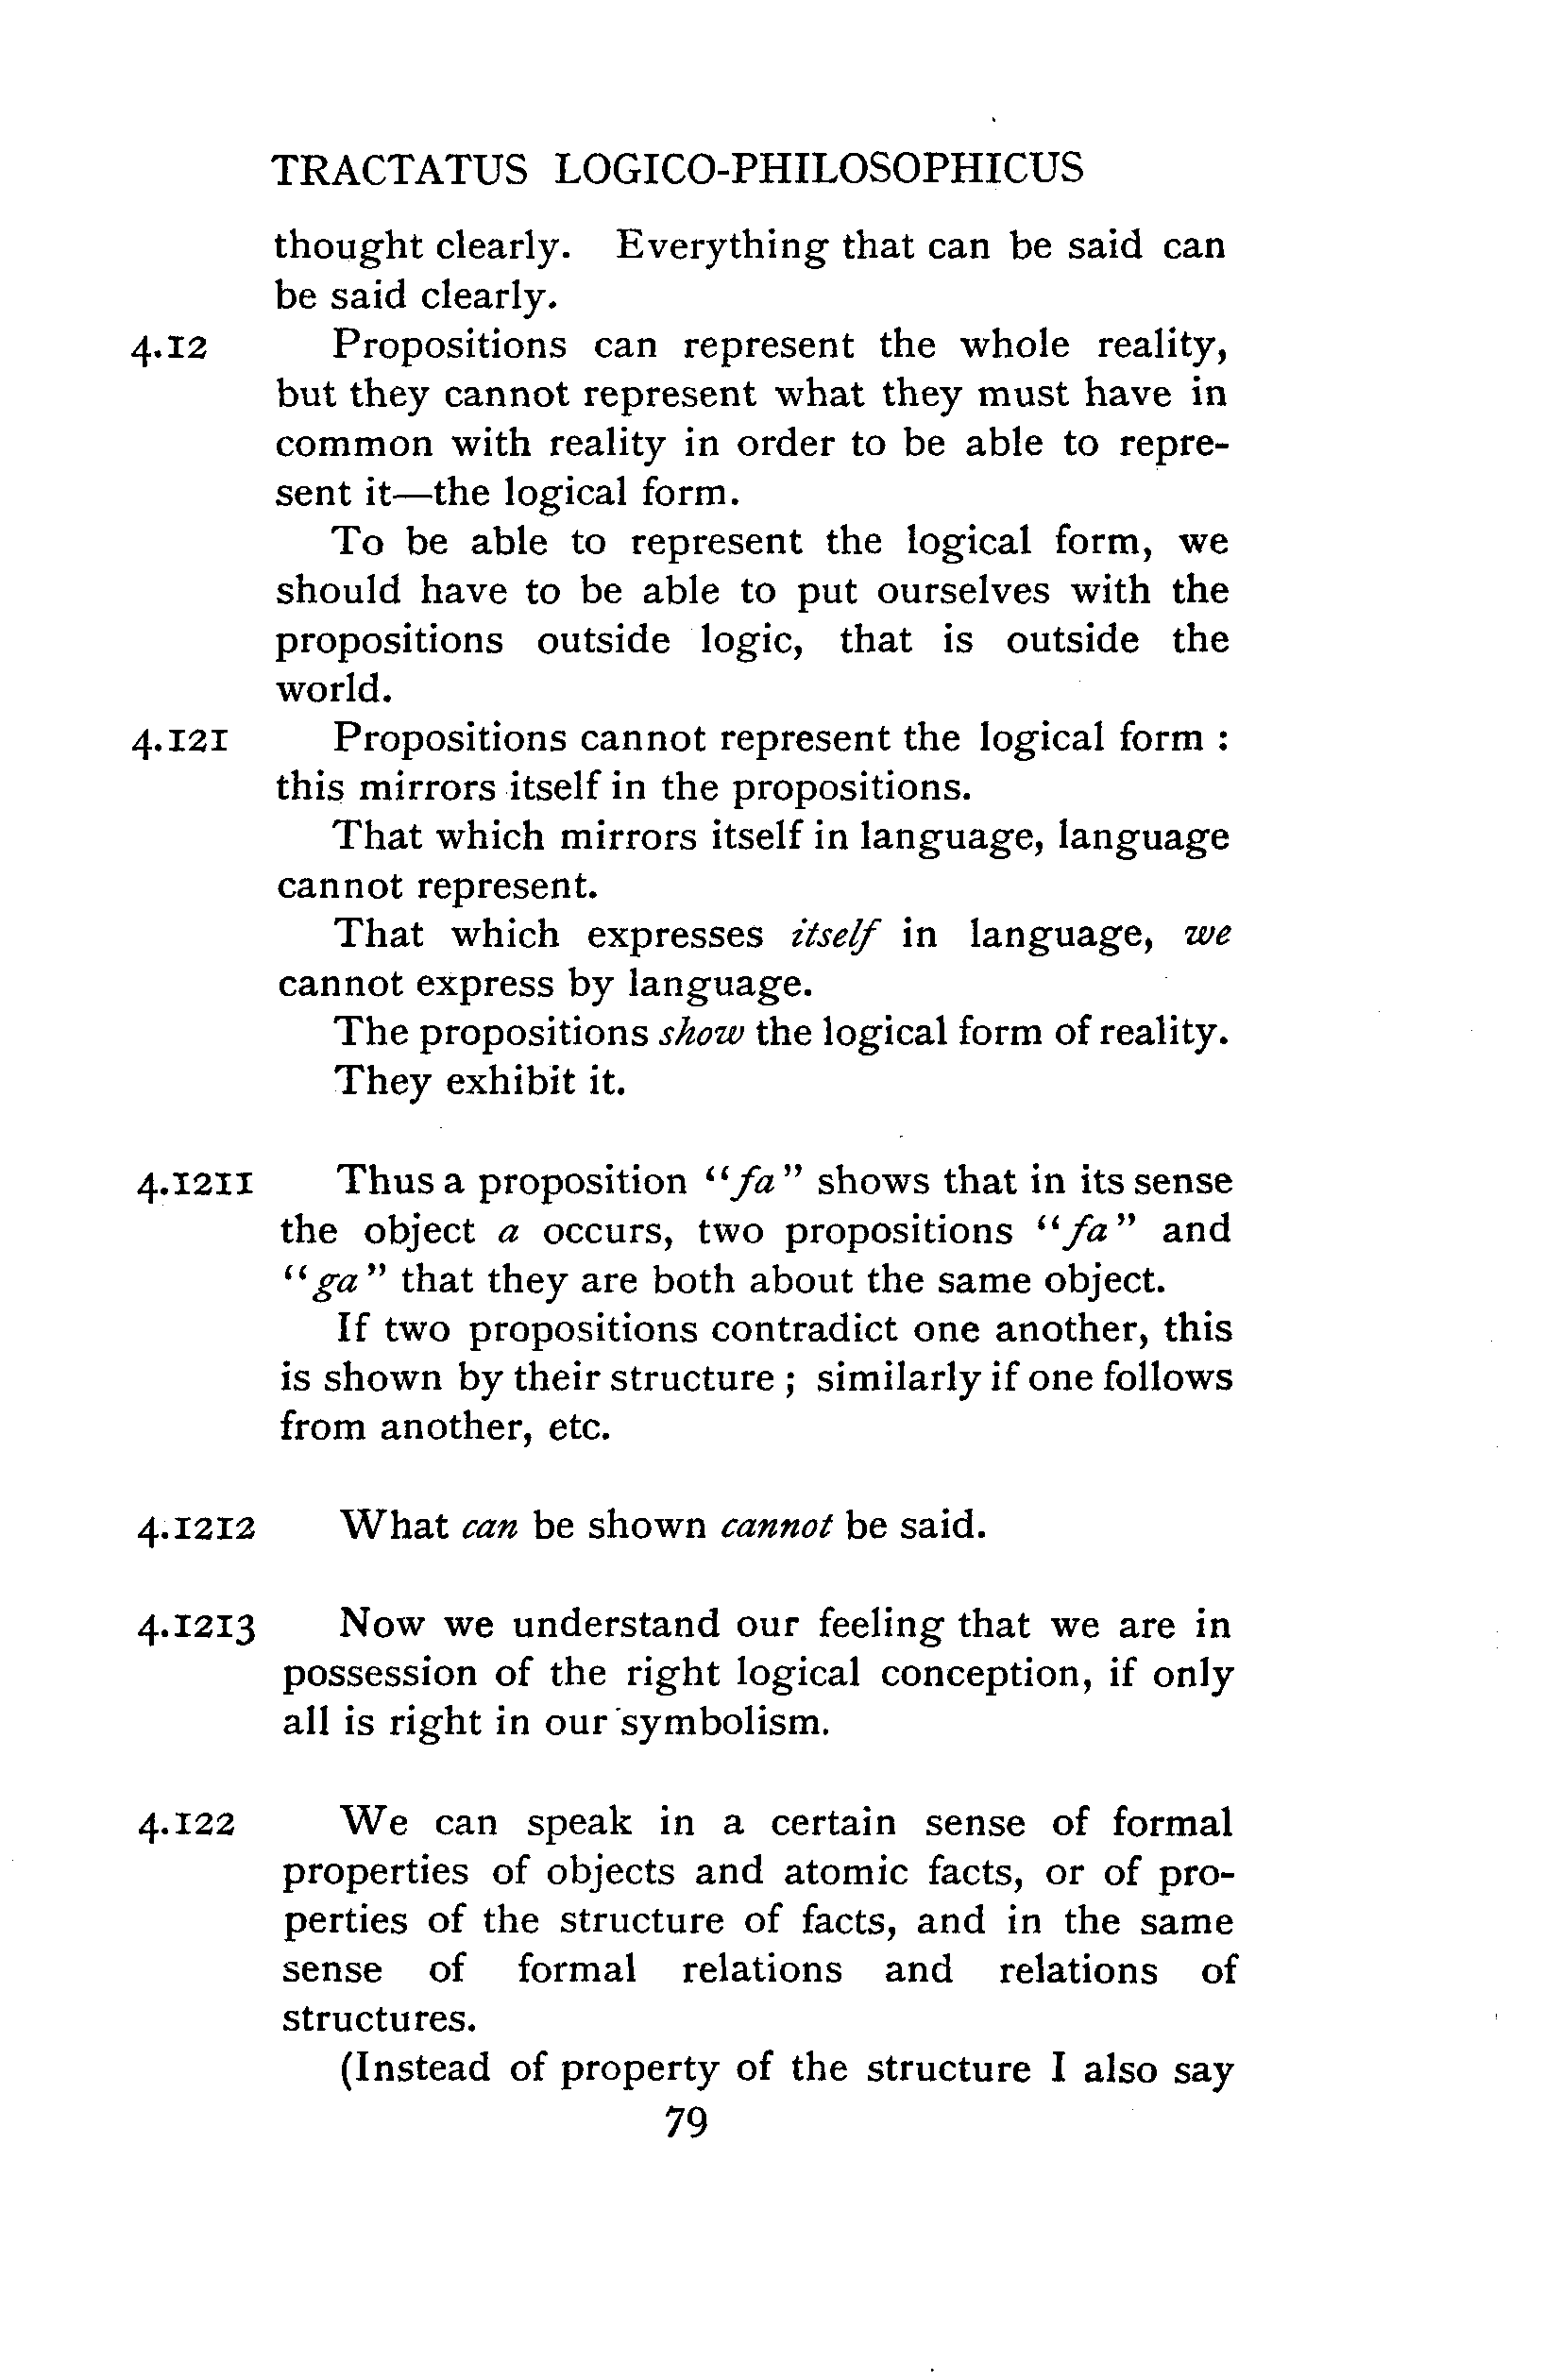 TRACTATUS LOGICO-PHILOSOPHICUS
thought clearly. Everything that can be said can
be said clearly.
4.12 Propositions can represent the whole reality,
but they cannot represent what they must have in
common with reality in order to be able to repre-
sent it—the logical form.
To be able to represent the logical form, we
should have to be able to put ourselves with the
propositions outside logic, that is outside the
world.
4.121 Propositions cannot represent the logical form :
this mirrors itself in the propositions.
That which mirrors itself in language, language
cannot represent.
That which expresses itself in language, we
cannot express by language.
The propositions show the logical form of reality.
They exhibit it.
4.1211 Thus a proposition “fa” shows that in its sense
the object a occurs, two propositions “fa” and
“ga” that they are both about the same object.
If two propositions contradict one another, this
is shown by their structure ; similarly if one follows
from another, etc.
4.1212 What can be shown cannot be said.
4.1213 Now we understand our feeling that we are in
possession of the right logical conception, if only
all is right in our symbolism.
4.122 We can speak in a certain sense of formal
properties of objects and atomic facts, or of pro-
perties of the structure of facts, and in the same
sense of formal relations and relations of
structures.
(Instead of property of the structure I also say
79